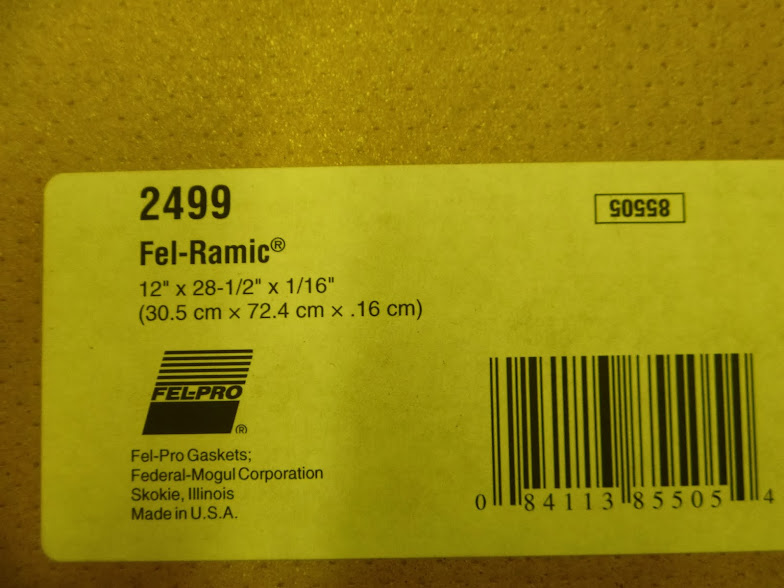 2499
85505
Fel-Ramic®
12" x 28-1/2" x 1/16"
(30.5 cm × 72.4 cm × .16 cm)
FEL-PRO ®
Fel-Pro Gaskets;
Federal-Mogul Corporation
Skokie, Illinois
Made in U.S.A.
0 84113 85505 4